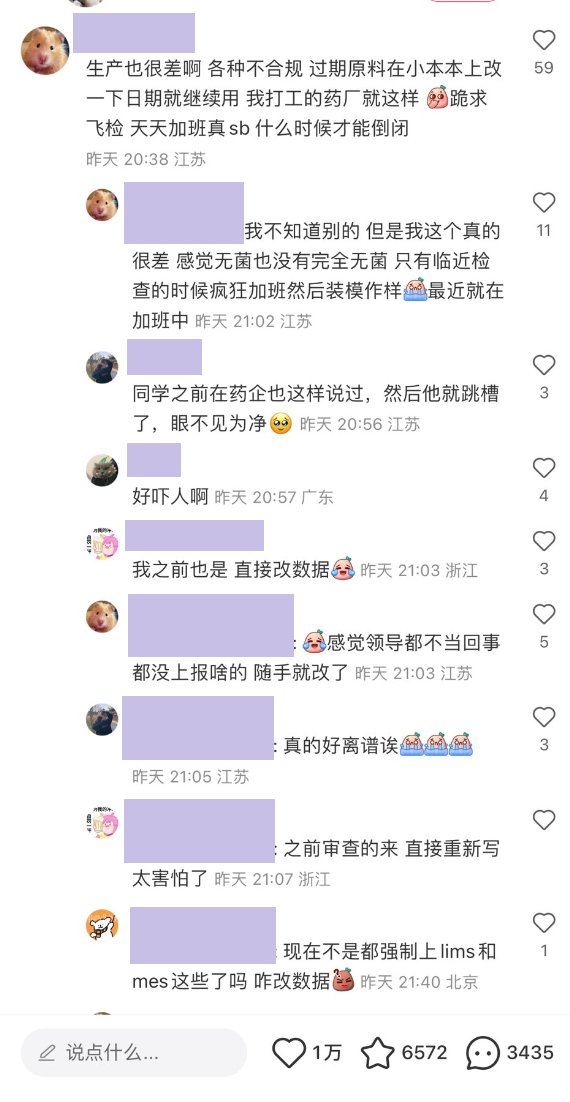 59
生产也很差啊 各种不合规 过期原料在小本本上改
一下日期就继续用 我打工的药厂就这样 跪求
飞检 天天加班真sb 什么时候才能倒闭
昨天 20:38 江苏
我不知道别的 但是我这个真的
11
很差 感觉无菌也没有完全无菌 只有临近检
查的时候疯狂加班然后装模作样 最近就在
加班中 昨天 21:02 江苏
同学之前在药企也这样说过，然后他就跳槽
3
了，眼不见为净 昨天 20:56 江苏
好吓人啊 昨天 20:57 广东
4
我之前也是 直接改数据 昨天 21:03 浙江
3
: 感觉领导都不当回事
5
都没上报啥的 随手就改了 昨天 21:03 江苏
: 真的好离谱诶
3
昨天 21:05 江苏
: 之前审查的来 直接重新写
太害怕了 昨天 21:07 浙江
: 现在不是都强制上lims和
1
mes这些了吗 咋改数据 昨天 21:40 北京
说点什么... 1万 6572 3435